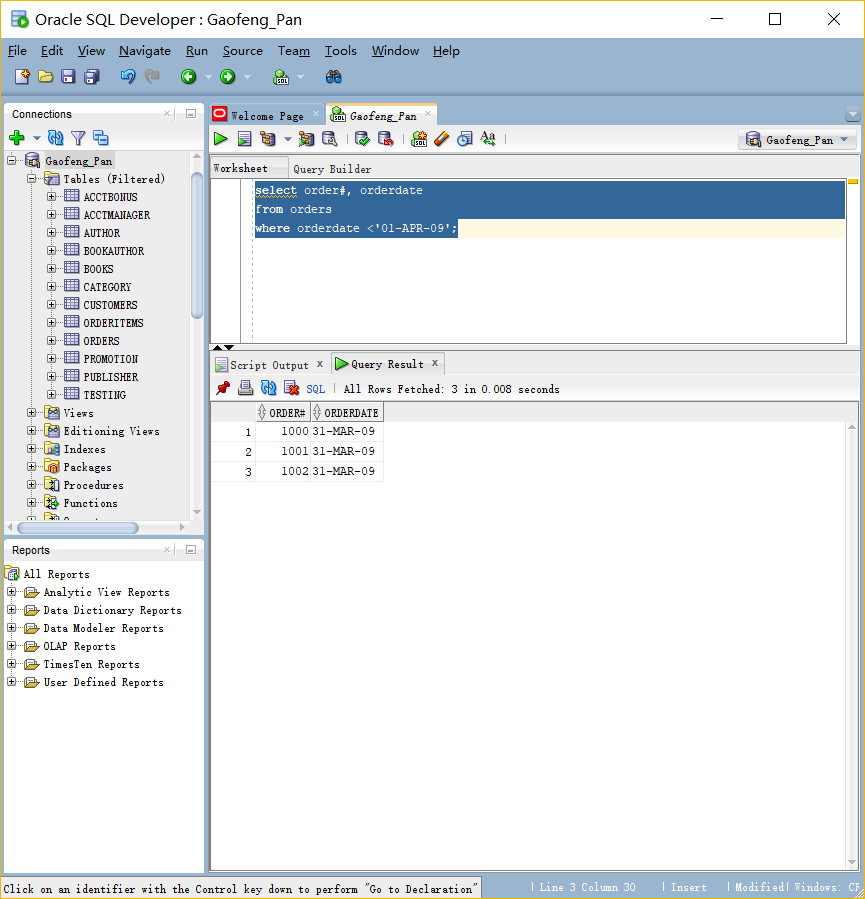 Oracle SQL Developer : Gaofeng_Pan
File Edit View Navigate Run Source Team Tools Window Help
Connections
Gaofeng_Pan
Tables (Filtered)
ACCTBONUS
ACCTMANAGER
AUTHOR
BOOKAUTHOR
BOOKS
CATEGORY
CUSTOMERS
ORDERITEMS
ORDERS
PROMOTION
PUBLISHER
TESTING
Views
Editioning Views
Indexes
Packages
Procedures
Functions
Reports
All Reports
Analytic View Reports
Data Dictionary Reports
Data Modeler Reports
OLAP Reports
TimesTen Reports
User Defined Reports
Welcome Page Gaofeng_Pan
Gaofeng_Pan
Worksheet Query Builder
select order#, orderdate
from orders
where orderdate <'01-APR-09';
Script Output x Query Result x
SQL | All Rows Fetched: 3 in 0.008 seconds
ORDER# ORDERDATE
1 1000 31-MAR-09
2 1001 31-MAR-09
3 1002 31-MAR-09
Click on an identifier with the Control key down to perform "Go to Declaration" | Line 3 Column 30 | Insert | Modified | Windows: CR